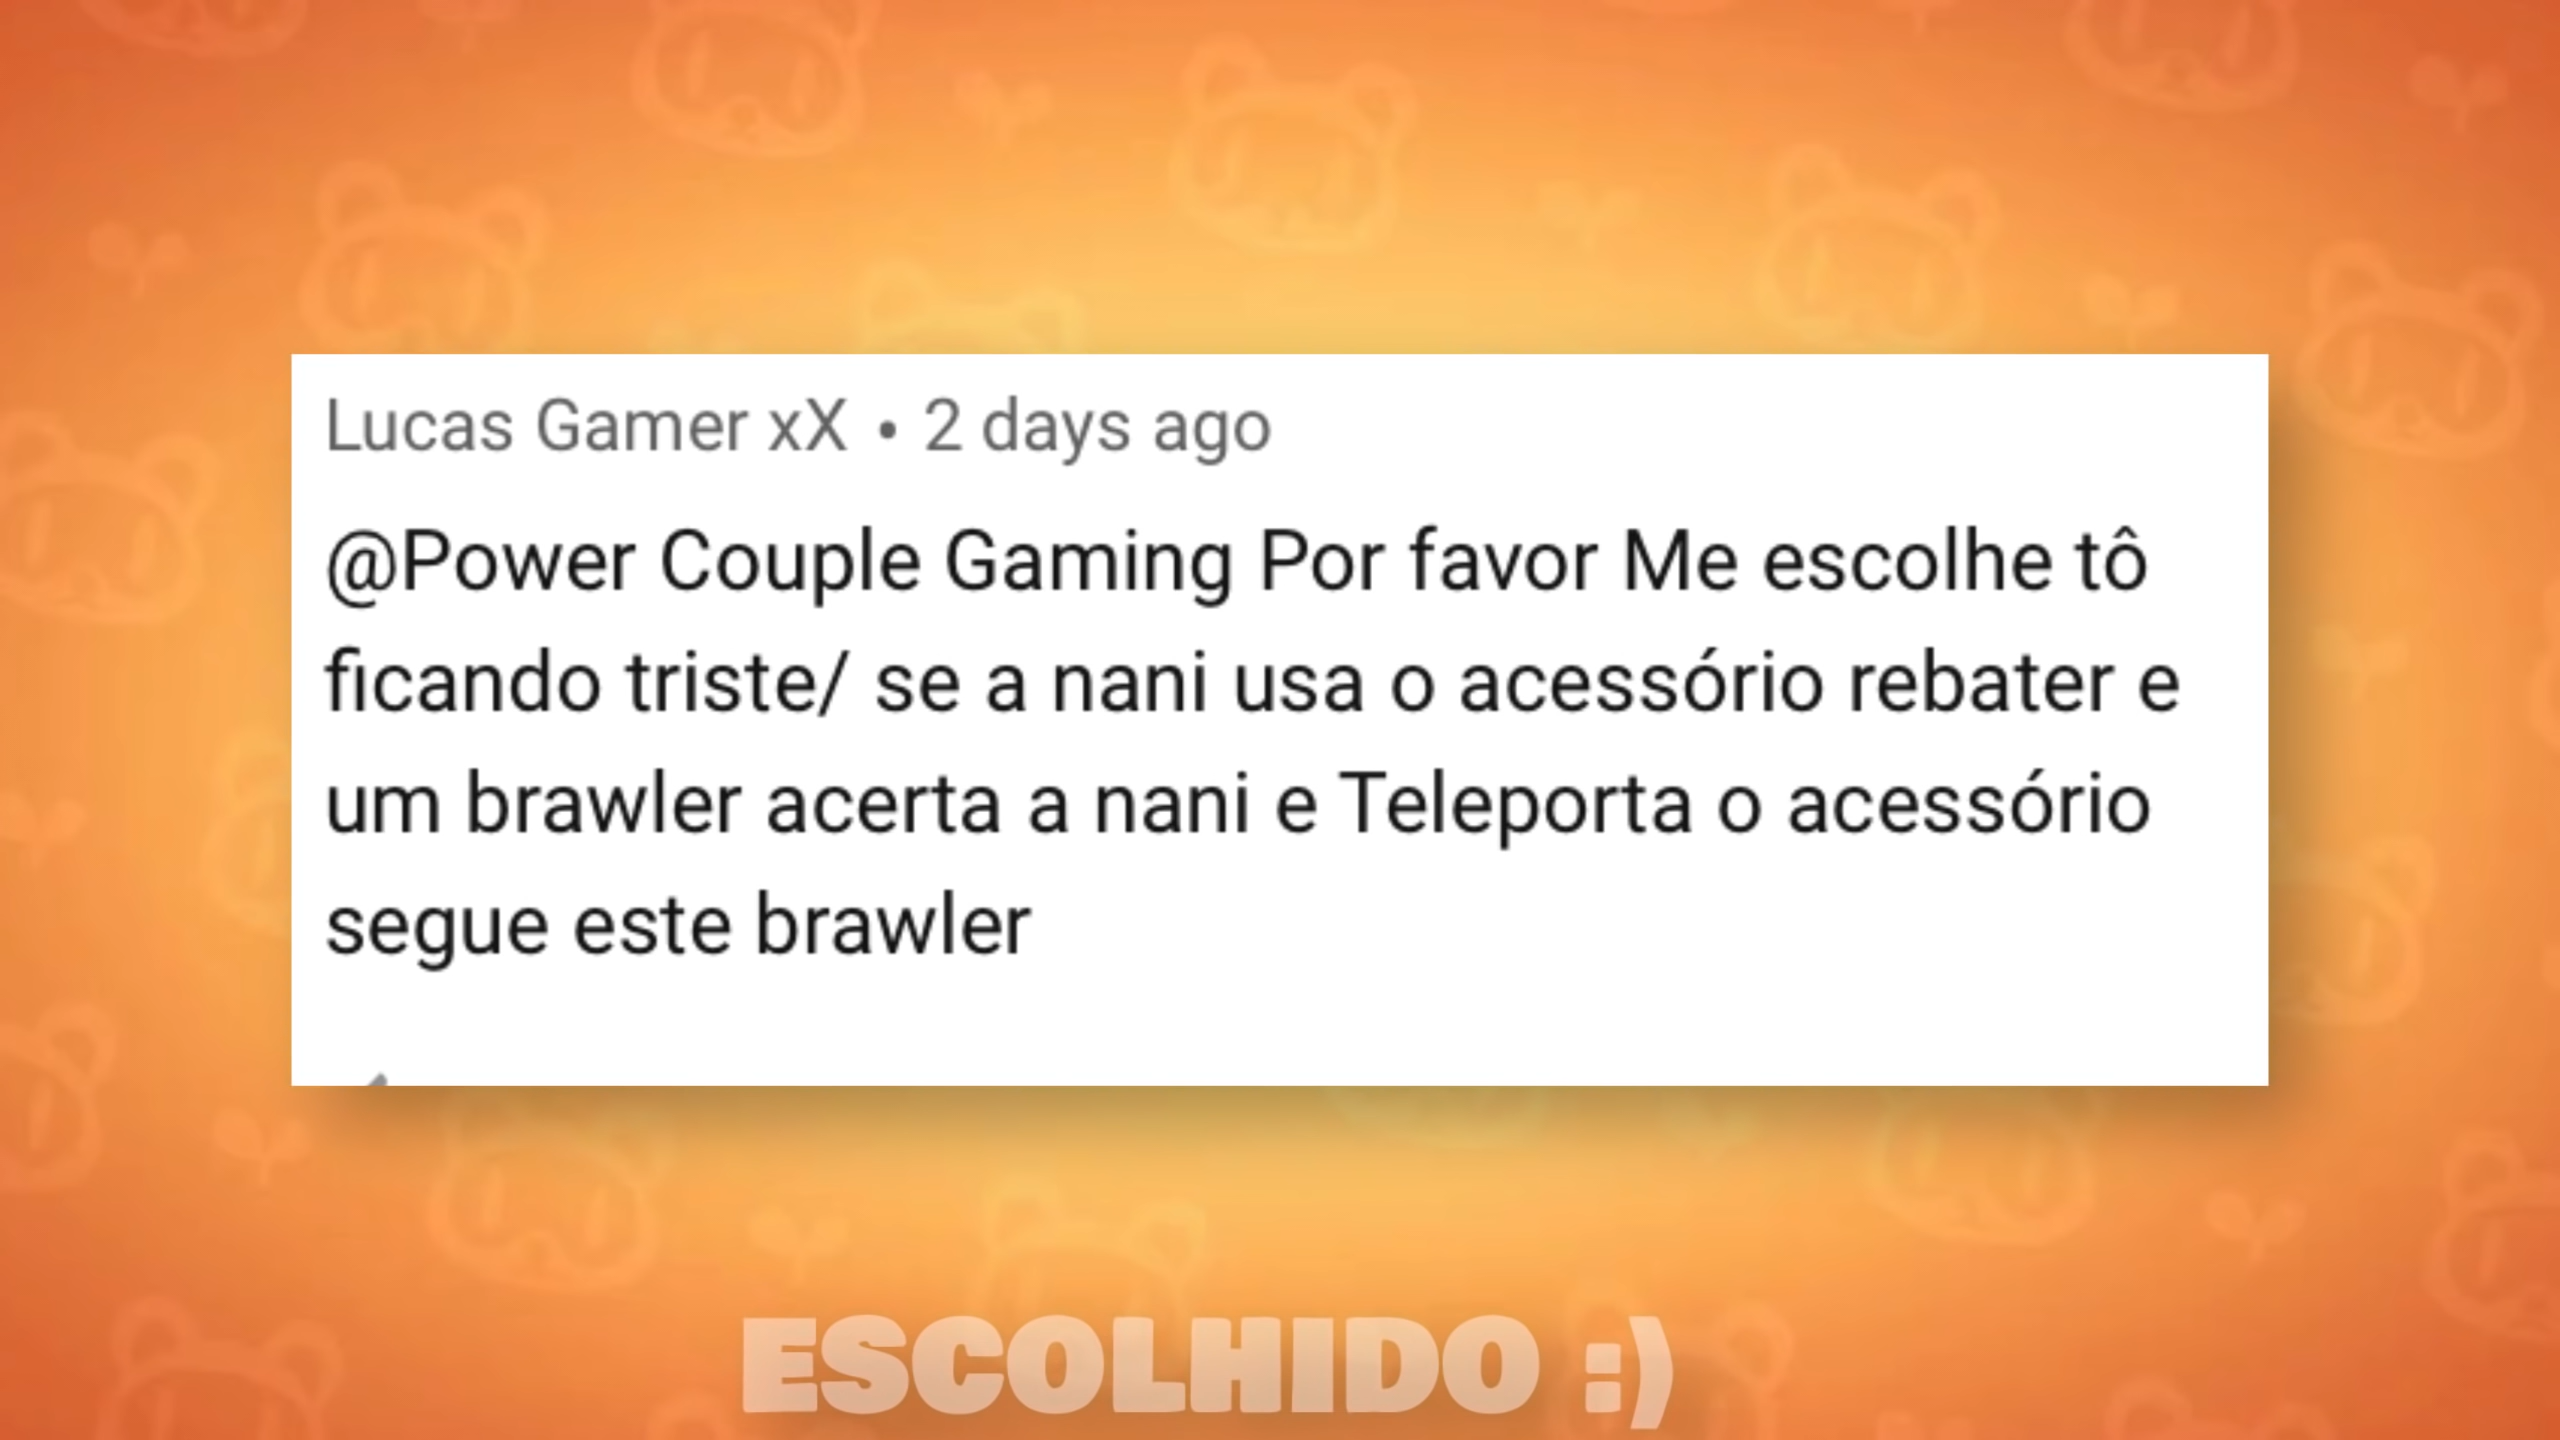 Lucas Gamer xX • 2 days ago
@Power Couple Gaming Por favor Me escolhe tô
ficando triste/ se a nani usa o acessório rebater e
um brawler acerta a nani e Teleporta o acessório
segue este brawler
ESCOLHIDO :)